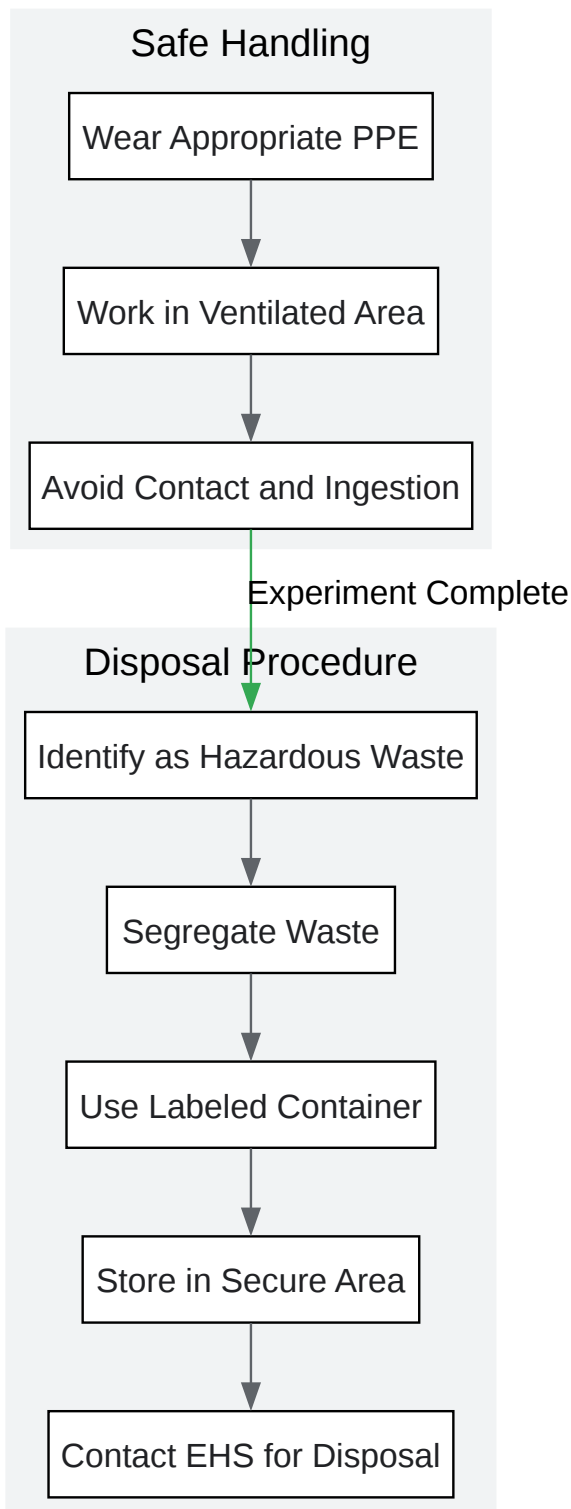 Safe Handling
Wear Appropriate PPE
Work in Ventilated Area
Avoid Contact and Ingestion
Experiment Complete
Disposal Procedure
Identify as Hazardous Waste
Segregate Waste
Use Labeled Container
Store in Secure Area
Contact EHS for Disposal